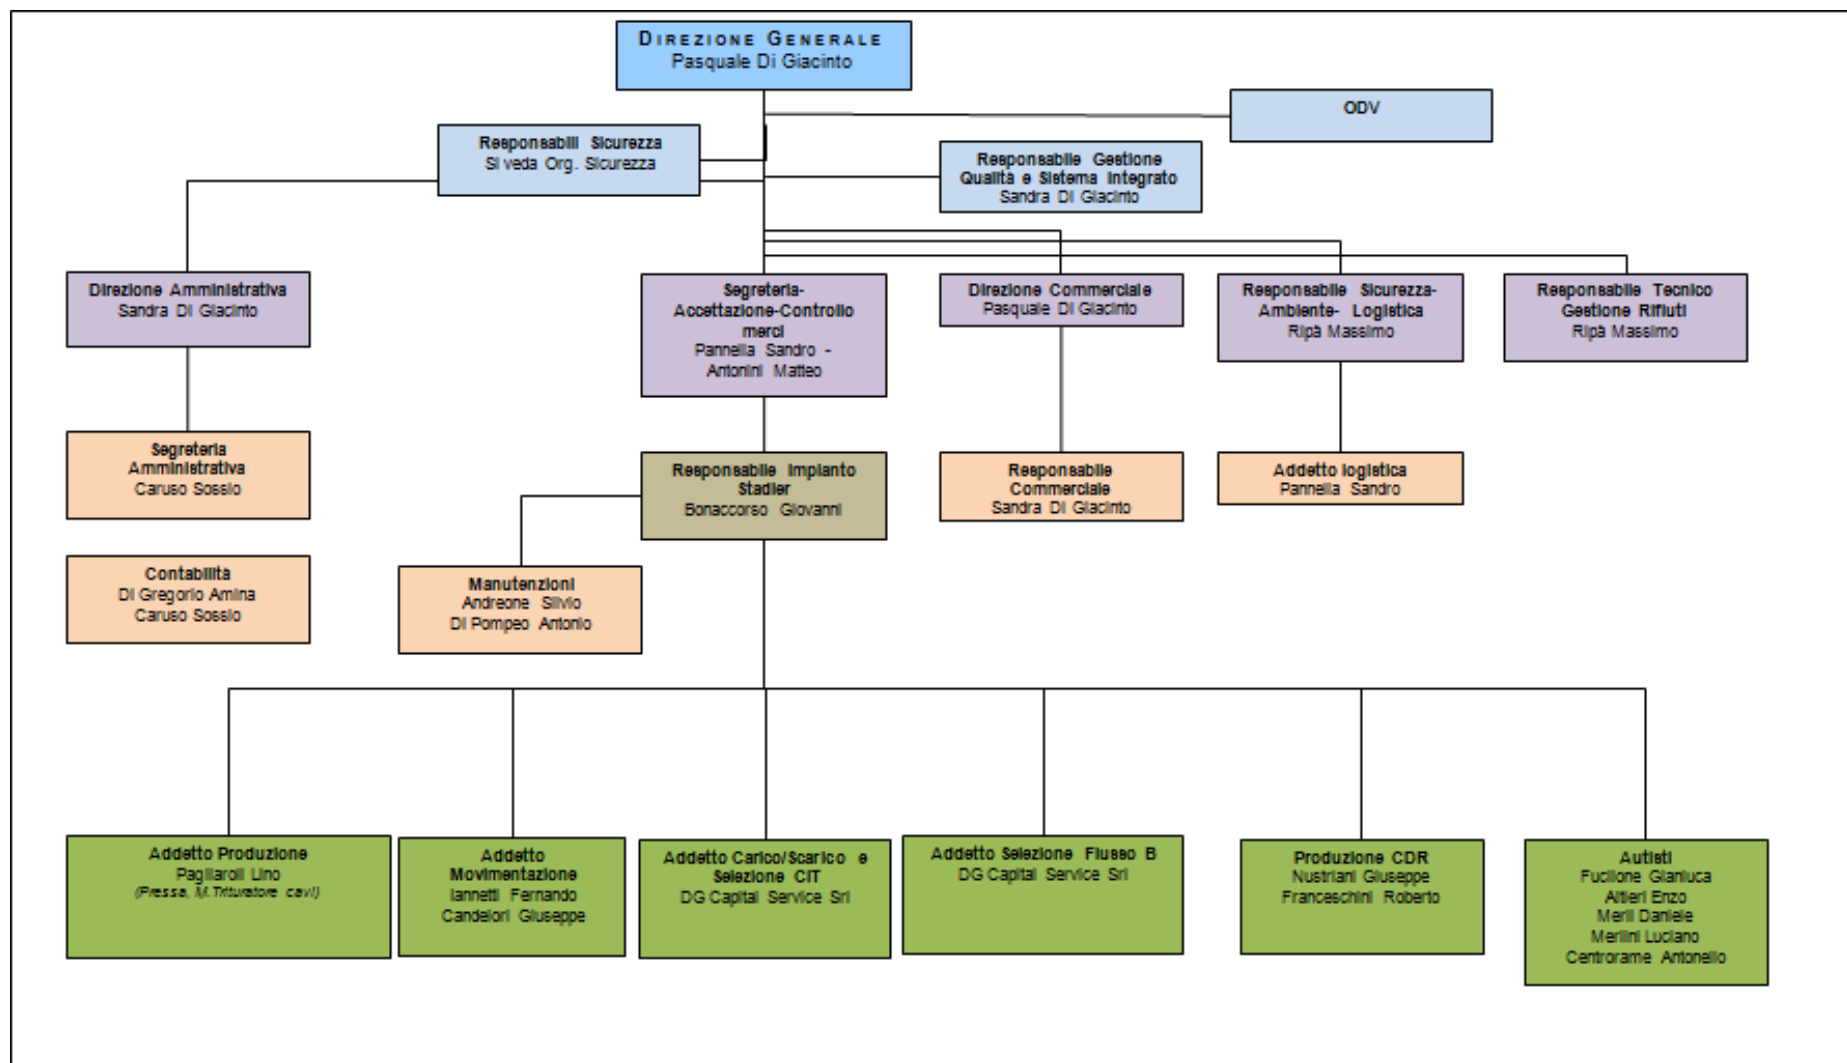 DIREZIONE GENERALE
Pasquale Di Giacinto
ODV
Responsabili Sicurezza
Si veda Org. Sicurezza
Responsabile Gestione
Qualità e Sistema Integrato
Sandra Di Giacinto
Direzione Amministrativa
Sandra Di Giacinto
Segreteria-
Accettazione-Controllo
merci
Pannella Sandro -
Antonini Matteo
Direzione Commerciale
Pasquale Di Giacinto
Responsabile Sicurezza-
Ambiente- Logistica
Ripà Massimo
Responsabile Tecnico
Gestione Rifiuti
Ripà Massimo
Segreteria
Amministrativa
Caruso Sossio
Responsabile Impianto
Stadler
Bonaccorso Giovanni
Responsabile
Commerciale
Sandra Di Giacinto
Addetto logistica
Pannella Sandro
Contabilità
Di Gregorio Amina
Caruso Sossio
Manutenzioni
Andreone Silvio
Di Pompeo Antonio
Addetto Produzione
Pagliaroli Lino
(Pressa, M.Trituratore cavi)
Addetto
Movimentazione
Iannetti Fernando
Candelori Giuseppe
Addetto Carico/Scarico e
Selezione CIT
DG Capital Service Srl
Addetto Selezione Flusso B
DG Capital Service Srl
Produzione CDR
Nustriani Giuseppe
Franceschini Roberto
Autisti
Fucilone Gianluca
Altieri Enzo
Merli Daniele
Merlini Luciano
Centrorame Antonello